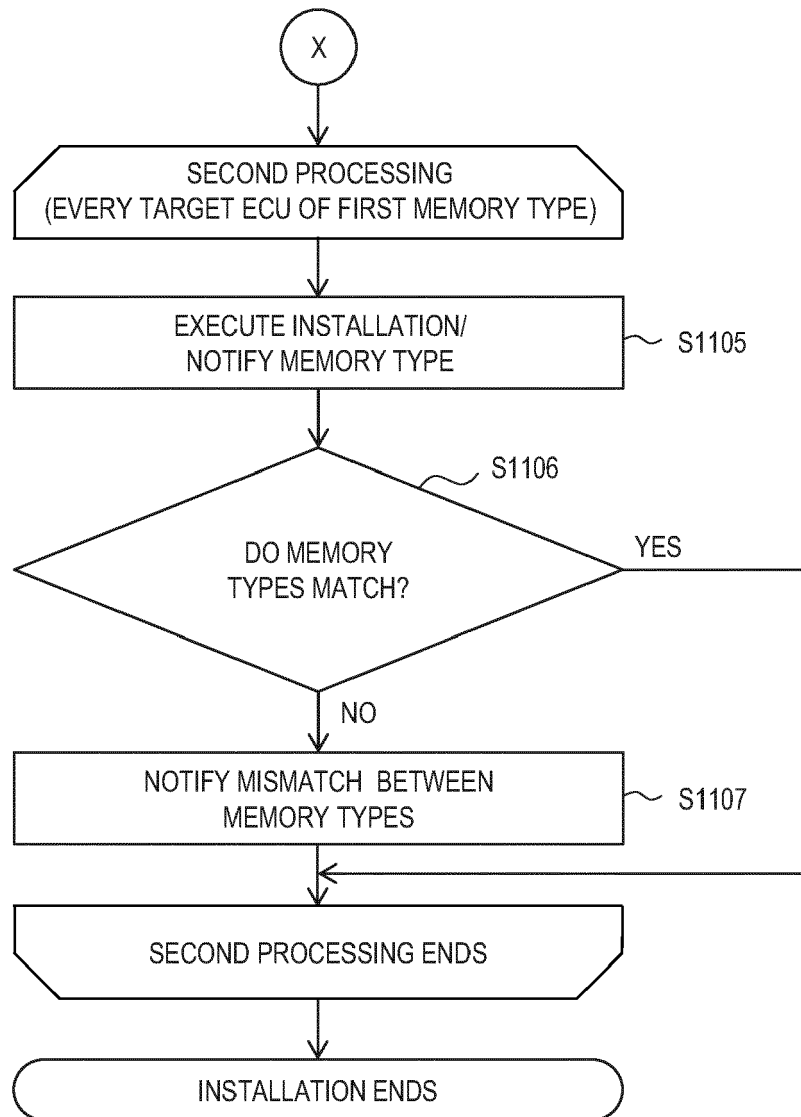 X
SECOND PROCESSING
(EVERY TARGET ECU OF FIRST MEMORY TYPE)
EXECUTE INSTALLATION/
NOTIFY MEMORY TYPE
S1105
S1106
DO MEMORY
TYPES MATCH?
YES
NO
NOTIFY MISMATCH BETWEEN
MEMORY TYPES
S1107
SECOND PROCESSING ENDS
INSTALLATION ENDS